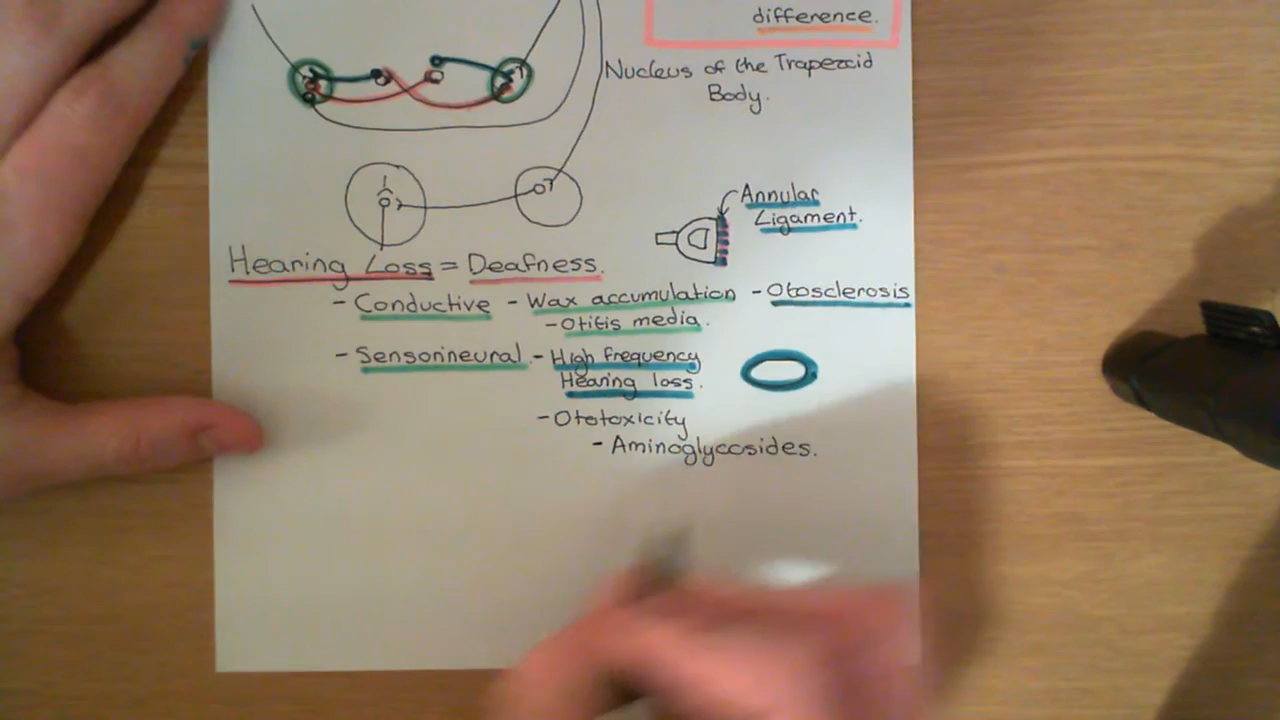 difference.
Nucleus of the Trapezoid
Body.
Annular
Ligament.
Hearing Loss = Deafness.
- Conductive - Wax accumulation - Otosclerosis
- Otitis media.
- Sensorineural - High frequency
Hearing loss.
- Ototoxicity
- Aminoglycosides.